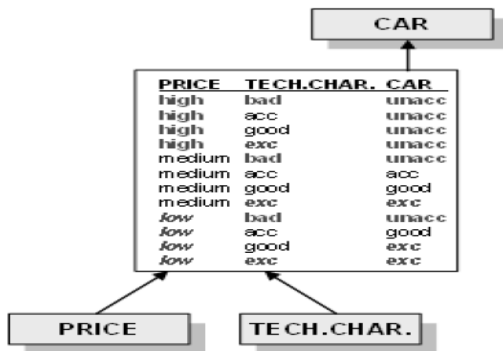 CAR
PRICE TECH.CHAR. CAR
high bad unacc
high acc unacc
high good unacc
high exc unacc
medium bad unacc
medium acc acc
medium good good
medium exc exc
low bad unacc
low acc good
low good exc
low exc exc
PRICE TECH.CHAR.